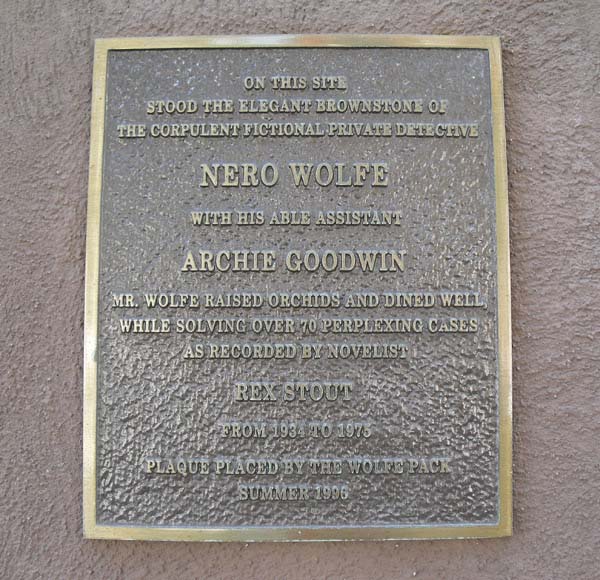 ON THIS SITE
STOOD THE ELEGANT BROWNSTONE OF
THE CORPULENT FICTIONAL PRIVATE DETECTIVE
NERO WOLFE
WITH HIS ABLE ASSISTANT
ARCHIE GOODWIN
MR. WOLFE RAISED ORCHIDS AND DINED WELL,
WHILE SOLVING OVER 70 PERPLEXING CASES
AS RECORDED BY NOVELIST
REX STOUT
FROM 1934 TO 1975
PLAQUE PLACED BY THE WOLFE PACK
SUMMER 1996